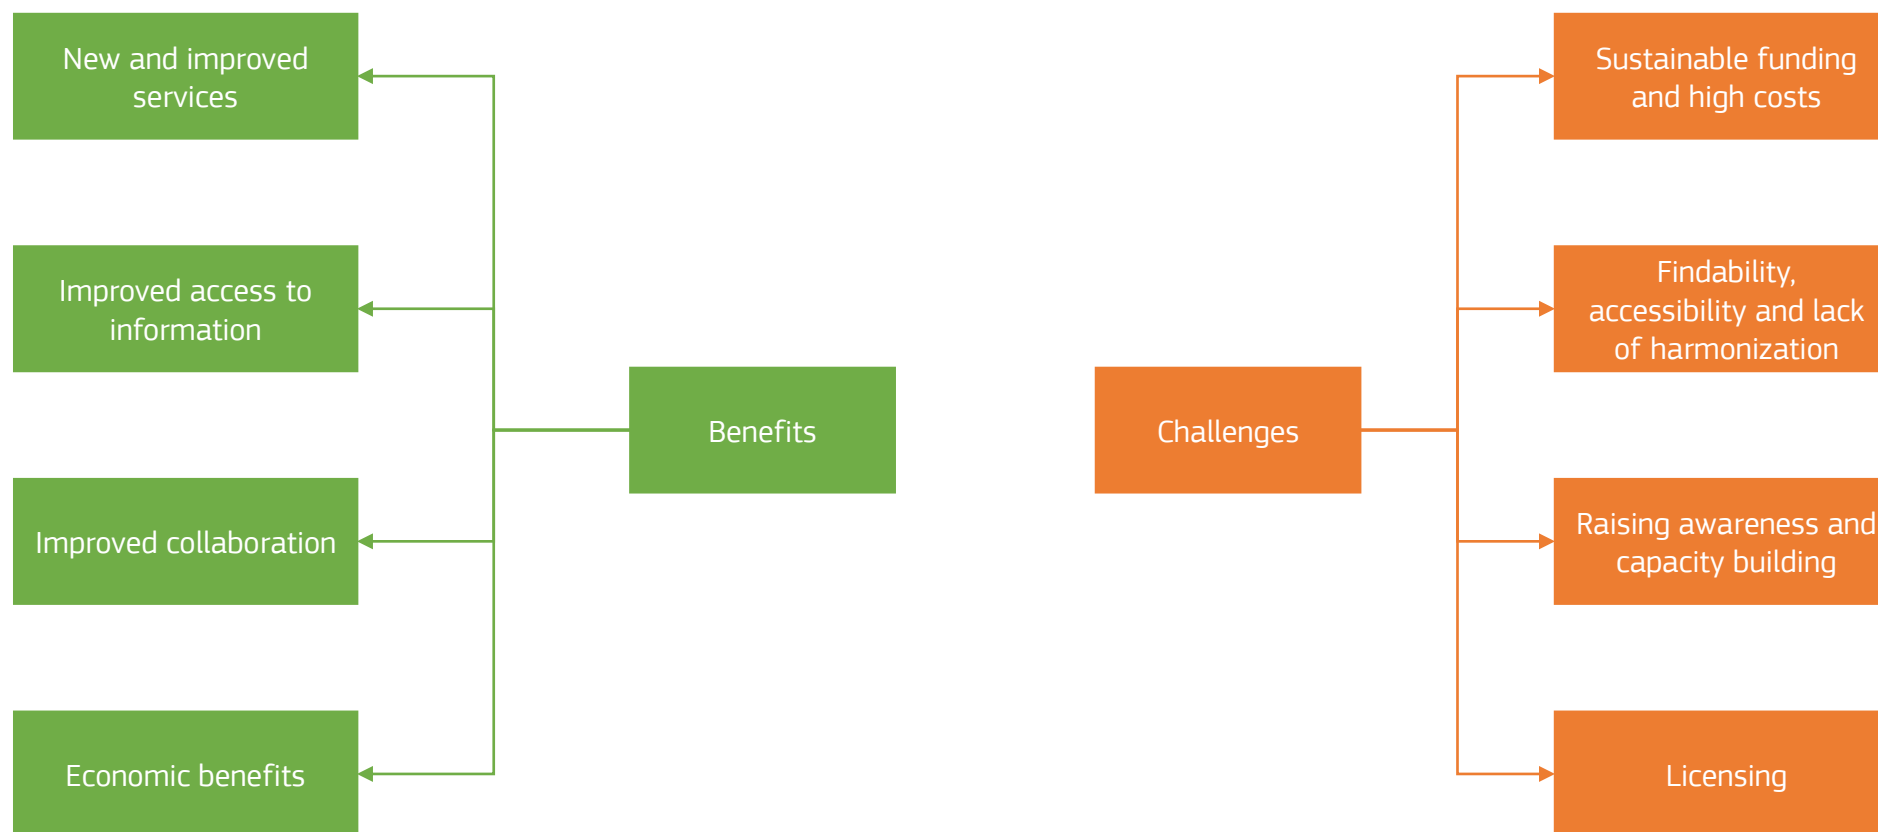 New and improved
services
Improved access to
information
Improved collaboration
Economic benefits
Benefits
Challenges
Sustainable funding
and high costs
Findability,
accessibility and lack
of harmonization
Raising awareness and
capacity building
Licensing